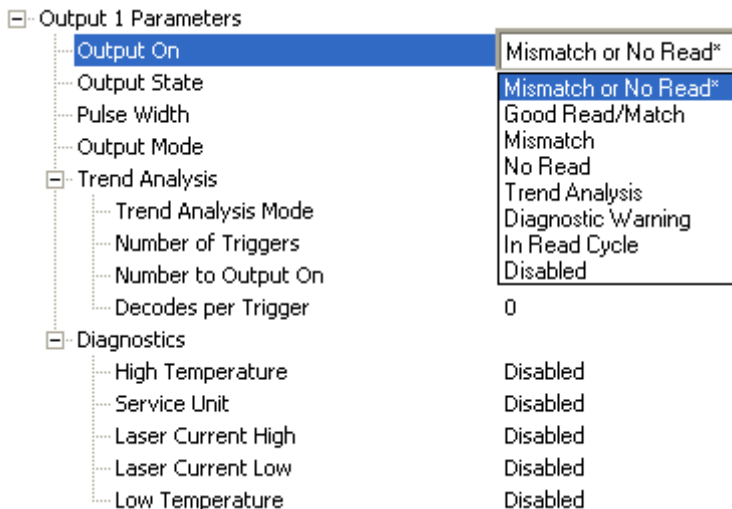 Output 1 Parameters
Output On Mismatch or No Read*
Output State Mismatch or No Read*
Pulse Width Good Read/Match
Output Mode Mismatch
No Read
Trend Analysis Trend Analysis
Trend Analysis Mode Diagnostic Warning
Number of Triggers In Read Cycle
Number to Output On Disabled
Decodes per Trigger 0
Diagnostics
High Temperature Disabled
Service Unit Disabled
Laser Current High Disabled
Laser Current Low Disabled
Low Temperature Disabled